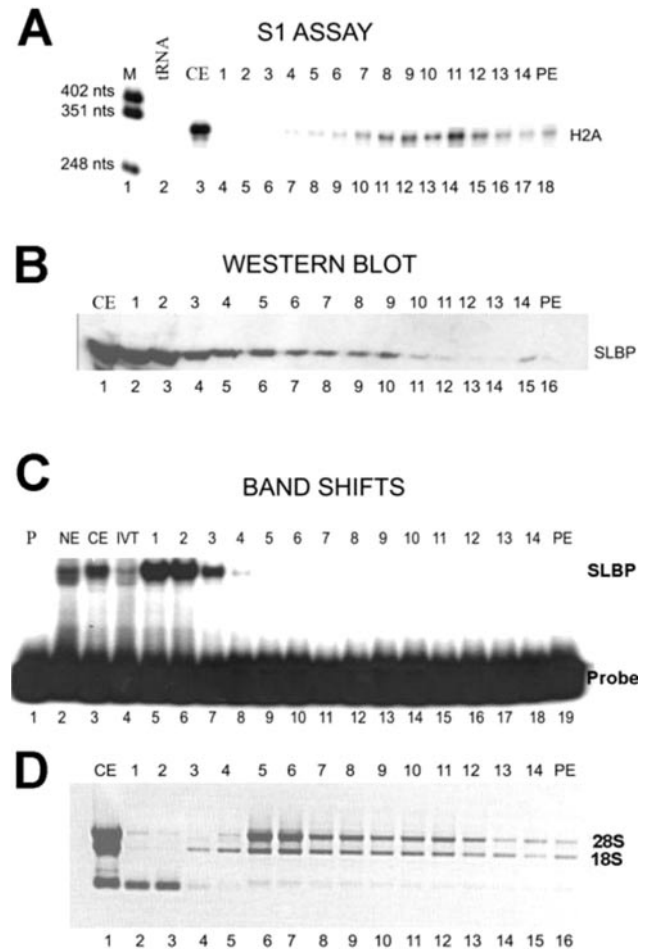 A
S1 ASSAY
M tRNA CE 1 2 3 4 5 6 7 8 9 10 11 12 13 14 PE
402 nts
351 nts
H2A
248 nts
1 2 3 4 5 6 7 8 9 10 11 12 13 14 15 16 17 18
B
WESTERN BLOT
CE 1 2 3 4 5 6 7 8 9 10 11 12 13 14 PE
SLBP
1 2 3 4 5 6 7 8 9 10 11 12 13 14 15 16
C
BAND SHIFTS
P NE CE IVT 1 2 3 4 5 6 7 8 9 10 11 12 13 14 PE
SLBP
Probe
1 2 3 4 5 6 7 8 9 10 11 12 13 14 15 16 17 18 19
D
CE 1 2 3 4 5 6 7 8 9 10 11 12 13 14 PE
28S
18S
1 2 3 4 5 6 7 8 9 10 11 12 13 14 15 16